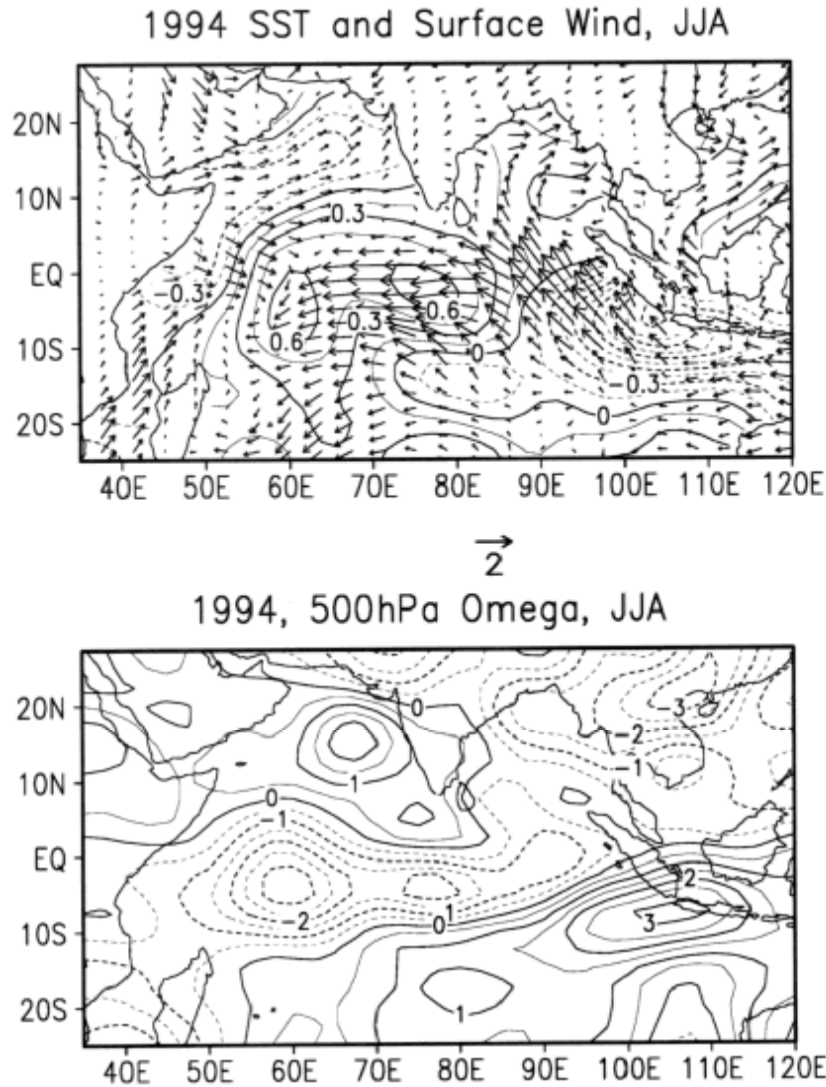 1994 SST and Surface Wind, JJA
20N
10N
0.3
EQ
-0.3
0.6
0.3
0.6
10S
0
-0.3
20S
0
40E 50E 60E 70E 80E 90E 100E 110E 120E
2
1994, 500hPa Omega, JJA
20N
0
-3
-2
10N
1
-1
0
-1
EQ
2
-2
1
3
10S
0
20S
1
40E 50E 60E 70E 80E 90E 100E 110E 120E